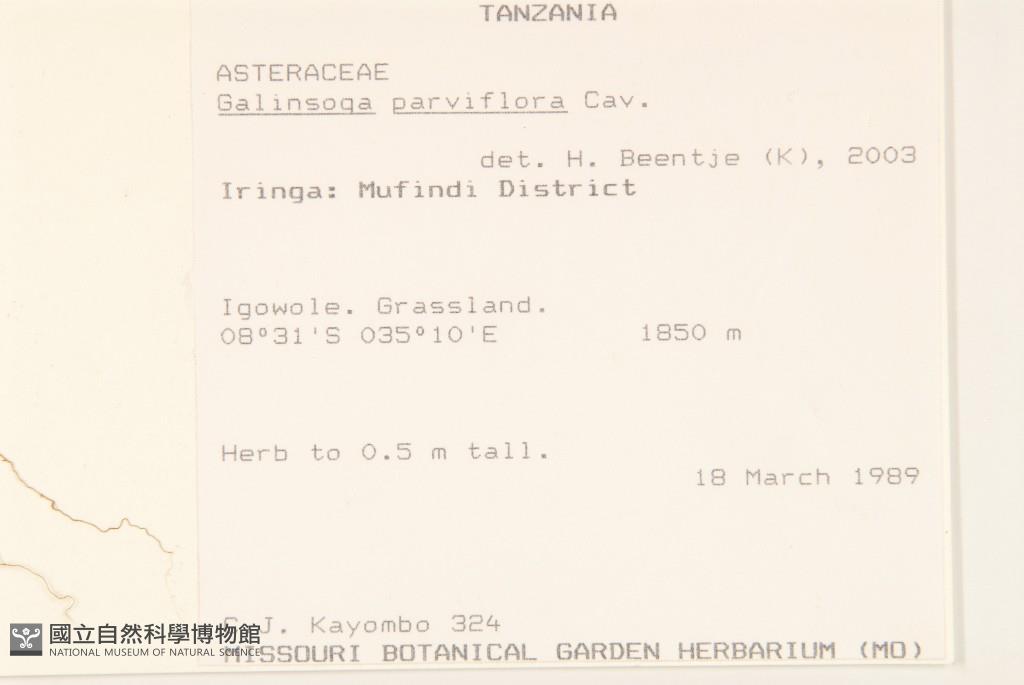 TANZANIA
ASTERACEAE
Galinsoga parviflora Cav.
det. H. Beentje (K), 2003
Iringa: Mufindi District
Igowole. Grassland.
08°31'S 035°10'E 1850 m
Herb to 0.5 m tall.
18 March 1989
J. Kayombo 324
MISSOURI BOTANICAL GARDEN HERBARIUM (MO)
國立自然科學博物館
NATIONAL MUSEUM OF NATURAL SCIENCE